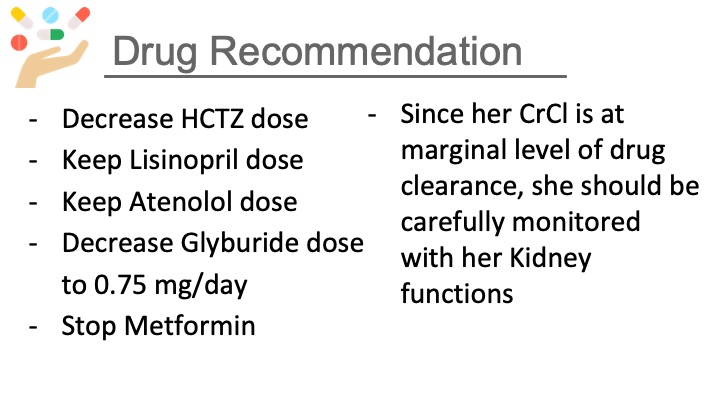 Drug Recommendation
- Decrease HCTZ dose
- Keep Lisinopril dose
- Keep Atenolol dose
- Decrease Glyburide dose
to 0.75 mg/day
- Stop Metformin
- Since her CrCl is at
marginal level of drug
clearance, she should be
carefully monitored
with her Kidney
functions